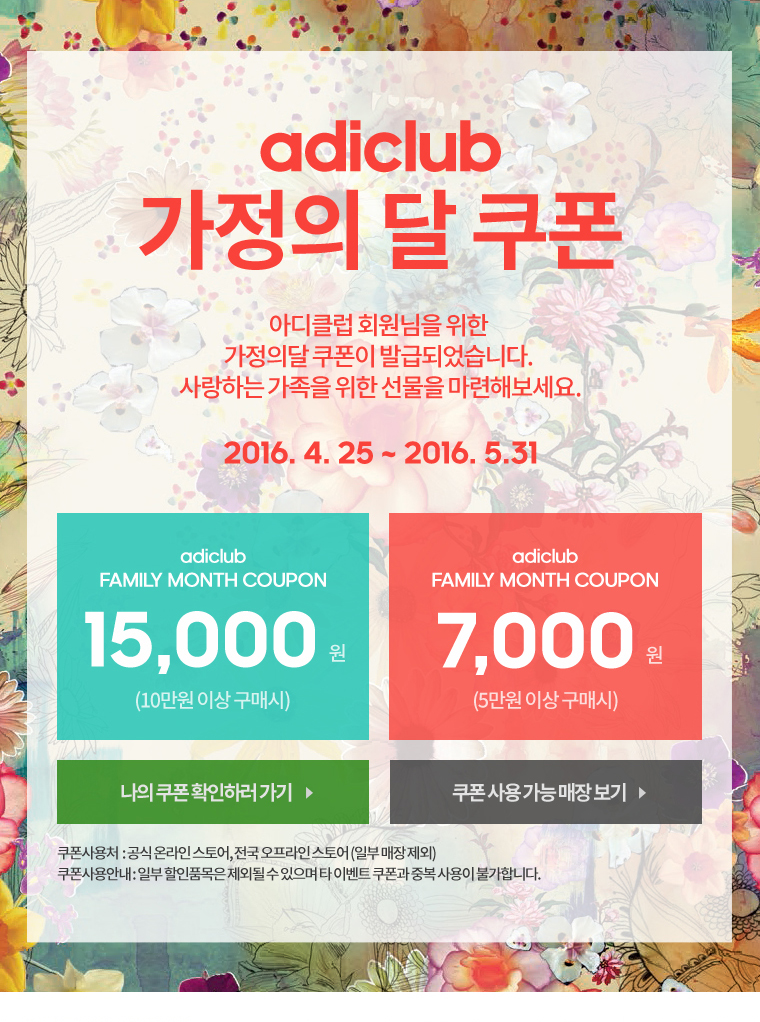 adiclub
가정의 달 쿠폰
아디클럽 회원님을 위한
가정의달 쿠폰이 발급되었습니다.
사랑하는 가족을 위한 선물을 마련해보세요.
2016. 4. 25 ~ 2016. 5.31
adiclub
FAMILY MONTH COUPON
15,000 원
(10만원 이상 구매시)
adiclub
FAMILY MONTH COUPON
7,000 원
(5만원 이상 구매시)
나의 쿠폰 확인하러 가기
쿠폰 사용 가능 매장 보기
쿠폰사용처 : 공식 온라인 스토어, 전국 오프라인 스토어 (일부 매장 제외)
쿠폰사용안내 : 일부 할인품목은 제외될 수 있으며 타 이벤트 쿠폰과 중복 사용이 불가합니다.